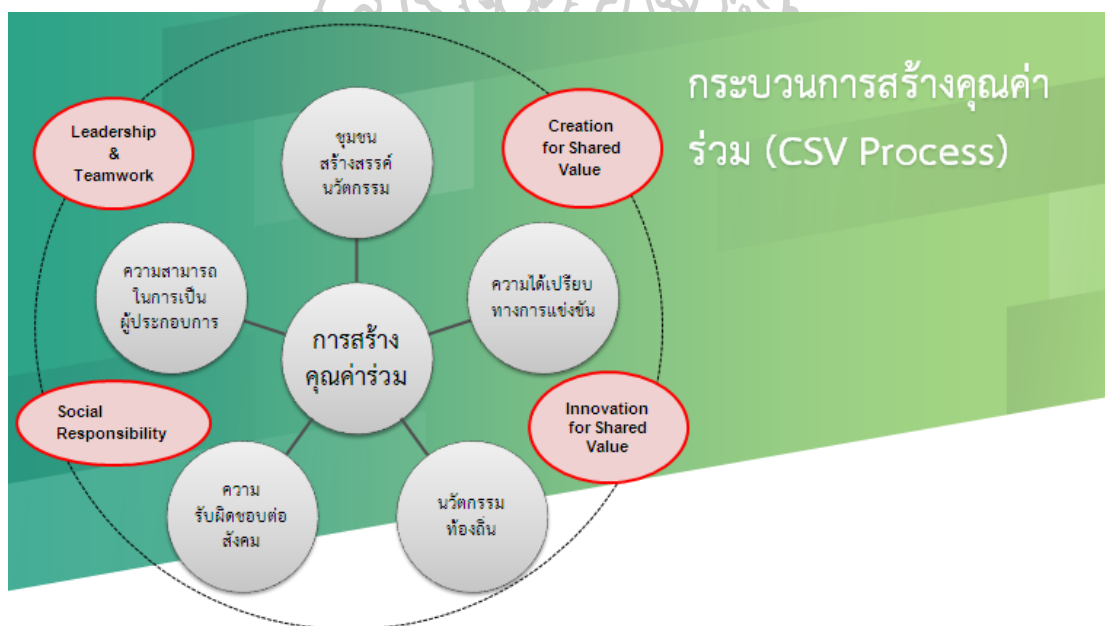 กระบวนการสร้างคุณค่า
ร่วม (CSV Process)
Leadership
&
Teamwork
ชุมชน
สร้างสรรค์
นวัตกรรม
Creation
for Shared
Value
ความสามารถ
ในการเป็น
ผู้ประกอบการ
ความได้เปรียบ
ทางการแข่งขัน
การสร้าง
คุณค่าร่วม
Social
Responsibility
Innovation
for Shared
Value
ความ
รับผิดชอบต่อ
สังคม
นวัตกรรม
ท้องถิ่น